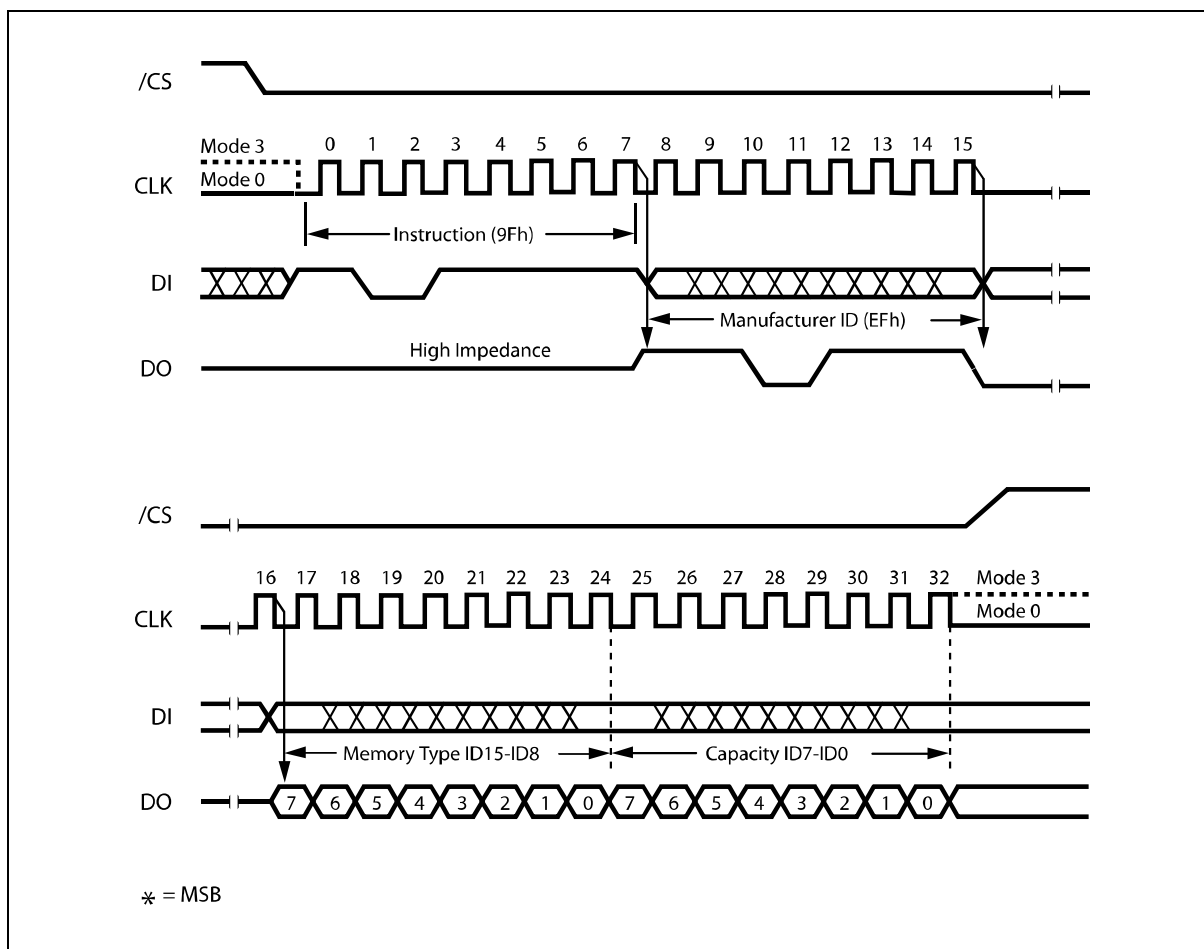 /CS
Mode 3
0 1 2 3 4 5 6 7 8 9 10 11 12 13 14 15
CLK
Mode 0
Instruction (9Fh)
DI
Manufacturer ID (EFh)
High Impedance
DO
/CS
16 17 18 19 20 21 22 23 24 25 26 27 28 29 30 31 32
Mode 3
CLK
Mode 0
DI
Memory Type ID15-ID8
Capacity ID7-ID0
DO
7 6 5 4 3 2 1 0 7 6 5 4 3 2 1 0
* = MSB